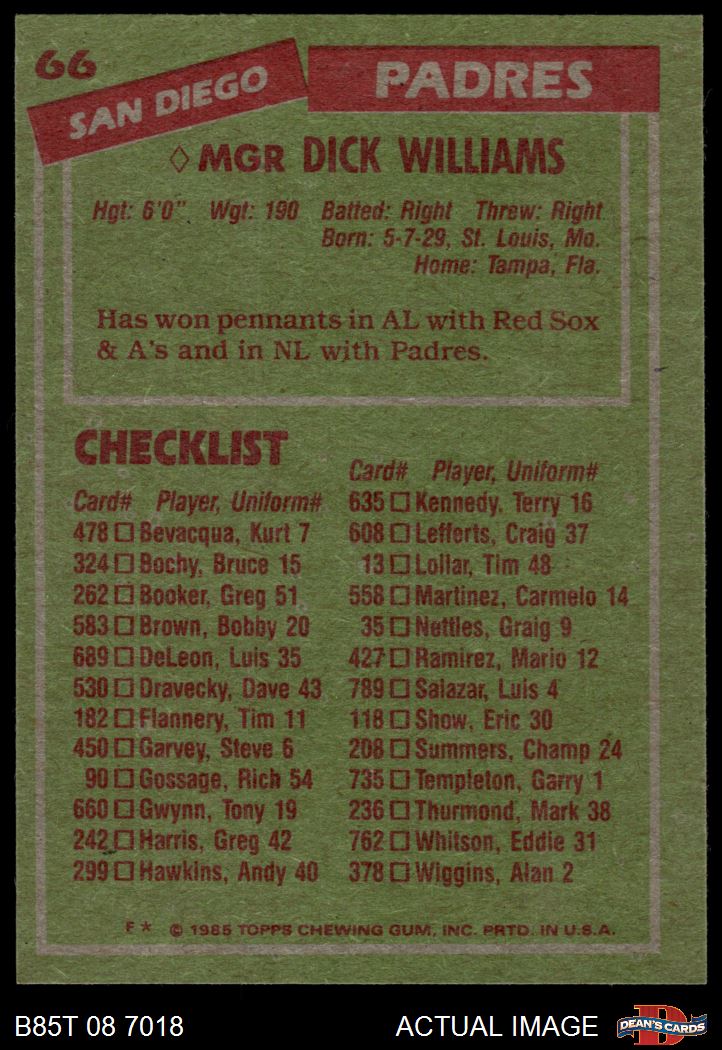 66
SAN DIEGO PADRES
◊ MGR DICK WILLIAMS
Hgt: 6'0" Wgt: 190 Batted: Right Threw: Right
Born: 5-7-29, St. Louis, Mo.
Home: Tampa, Fla.
Has won pennants in AL with Red Sox
& A's and in NL with Padres.
CHECKLIST
Card# Player, Uniform#
478 ☐ Bevacqua, Kurt 7
324 ☐ Bochy, Bruce 15
262 ☐ Booker, Greg 51
583 ☐ Brown, Bobby 20
689 ☐ DeLeon, Luis 35
530 ☐ Dravecky, Dave 43
182 ☐ Flannery, Tim 11
450 ☐ Garvey, Steve 6
90 ☐ Gossage, Rich 54
660 ☐ Gwynn, Tony 19
242 ☐ Harris, Greg 42
299 ☐ Hawkins, Andy 40
Card# Player, Uniform#
635 ☐ Kennedy, Terry 16
608 ☐ Lefferts, Craig 37
13 ☐ Lollar, Tim 48
558 ☐ Martinez, Carmelo 14
35 ☐ Nettles, Graig 9
427 ☐ Ramirez, Mario 12
789 ☐ Salazar, Luis 4
118 ☐ Show, Eric 30
208 ☐ Summers, Champ 24
735 ☐ Templeton, Garry 1
236 ☐ Thurmond, Mark 38
762 ☐ Whitson, Eddie 31
378 ☐ Wiggins, Alan 2
F * © 1985 TOPPS CHEWING GUM, INC. PRTD. IN U.S.A.
B85T 08 7018
ACTUAL IMAGE
D
DEAN'S CARDS